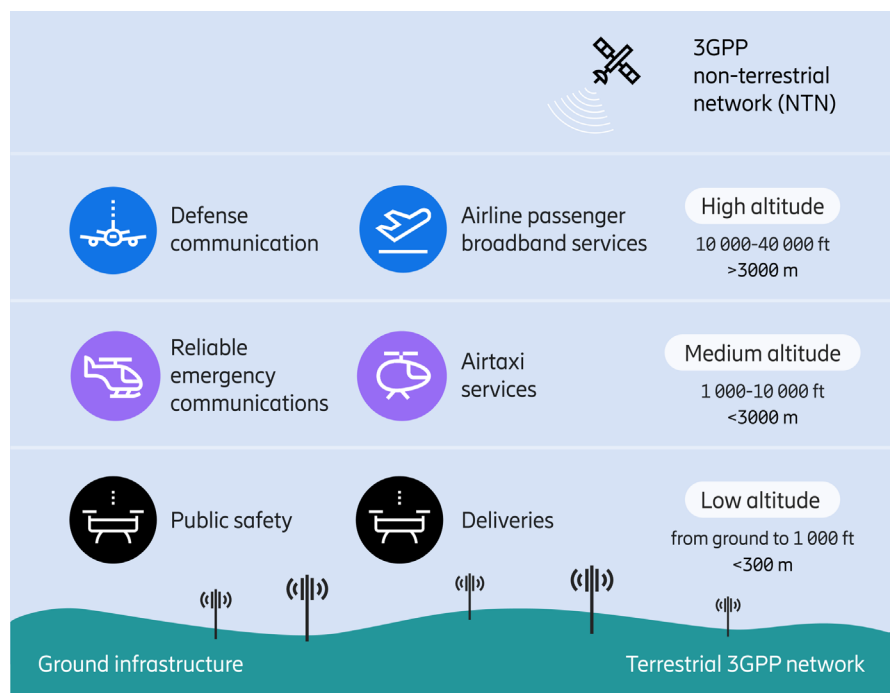 3GPP
non-terrestrial
network (NTN)
Defense
communication
Airline passenger
broadband services
High altitude
10 000-40 000 ft
>3000 m
Reliable
emergency
communications
Airtaxi
services
Medium altitude
1 000-10 000 ft
<3000 m
Public safety
Deliveries
Low altitude
from ground to 1 000 ft
<300 m
Ground infrastructure
Terrestrial 3GPP network